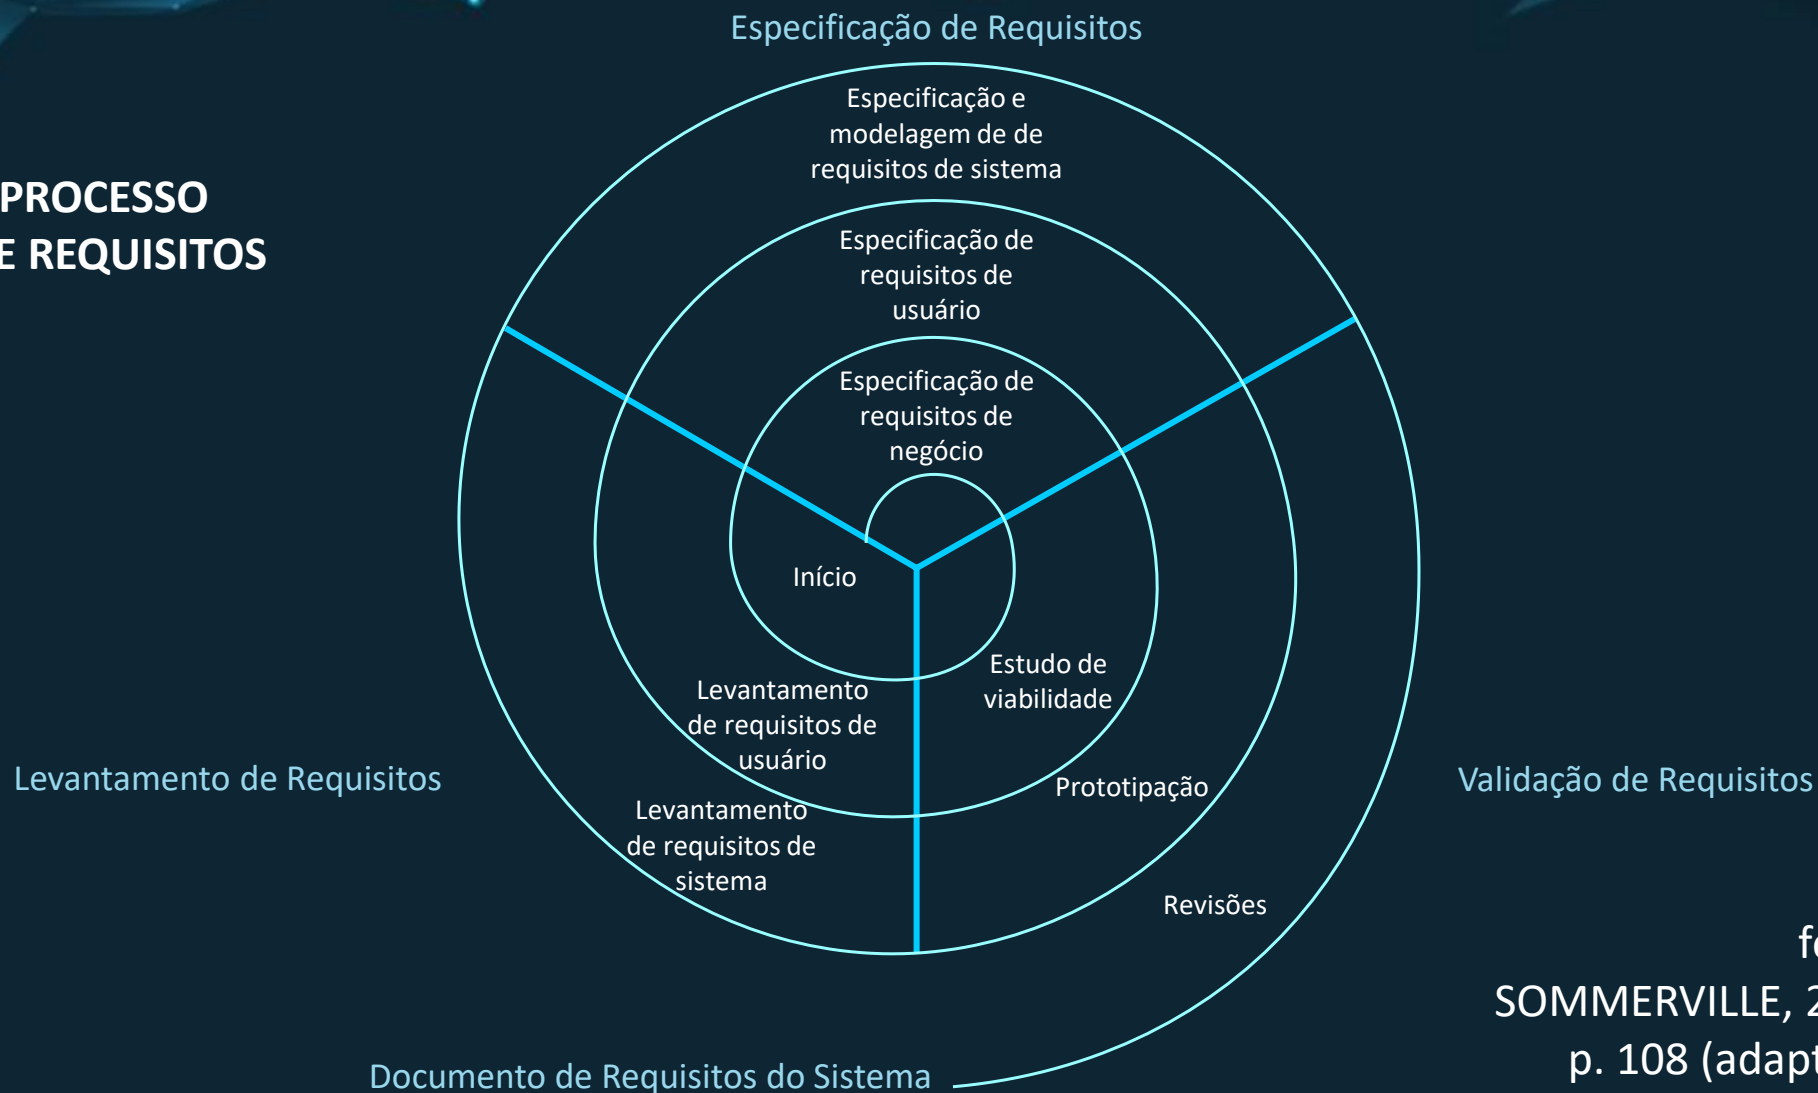 Especificação de Requisitos
PROCESSO
E REQUISITOS
Especificação e
modelagem de de
requisitos de sistema
Especificação de
requisitos de
usuário
Especificação de
requisitos de
negócio
Início
Estudo de
viabilidade
Levantamento
de requisitos de
usuário
Levantamento de Requisitos
Validação de Requisitos
Prototipação
Levantamento
de requisitos de
sistema
Revisões
SOMMERVILLE, 2
p. 108 (adapt
Documento de Requisitos do Sistema